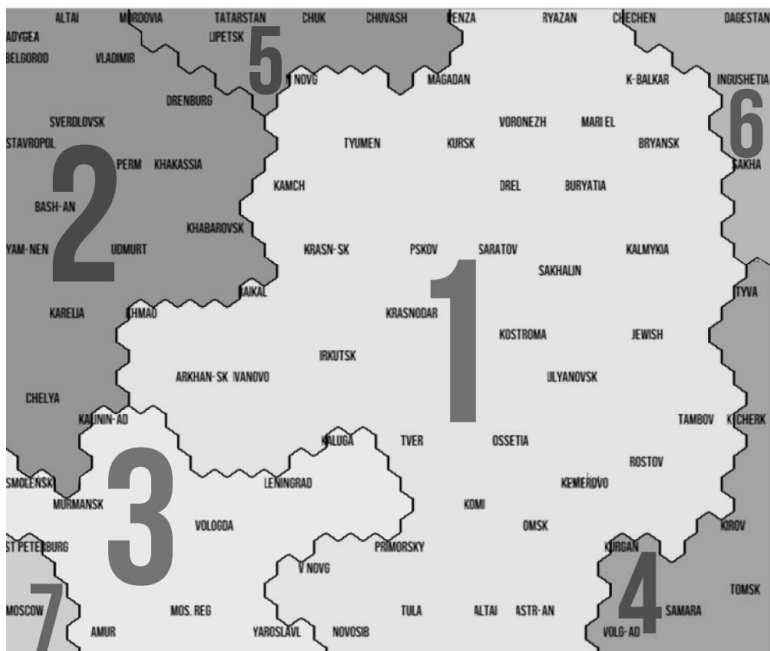 ALTAI MORDOVIA TATARSTAN CHUK CHUVASH PENZA RYAZAN CHECHEN DAGESTAN
ADYGEA LIPETSK
BELGOROD VLADIMIR 5 N NOVG MAGADAN K-BALKAR INGUSHETIA
ORENBURG 6
SVERDLOVSK VORONEZH MARI EL
STAVROPOL TYUMEN KURSK BRYANSK
2 PERM KHAKASSIA SAKHA
KAMCH OREL BURYATIA
BASH-AN
KHABAROVSK
YAM-NEN UDMURT KRASN-SK PSKOV SARATOV KALMYKIA
SAKHALIN
BAIKAL TYVA
KARELIA KHMAO KRASNODAR 1
KOSTROMA JEWISH
IRKUTSK
ARKHAN-SK IVANOVO ULYANOVSK
CHELYA
KALININ-AD TAMBOV K CHERK
KALUGA TVER OSSETIA
ROSTOV
SMOLENSK 3 LENINGRAD KEMEROVO
MURMANSK KOMI
VOLOGDA OMSK KIROV
ST PETERBURG PRIMORSKY KURGAN
V NOVG
4 TOMSK
MOSCOW 7 MOS. REG TULA ALTAI ASTR-AN SAMARA
AMUR YAROSLAVL NOVOSIB VOLG-AD